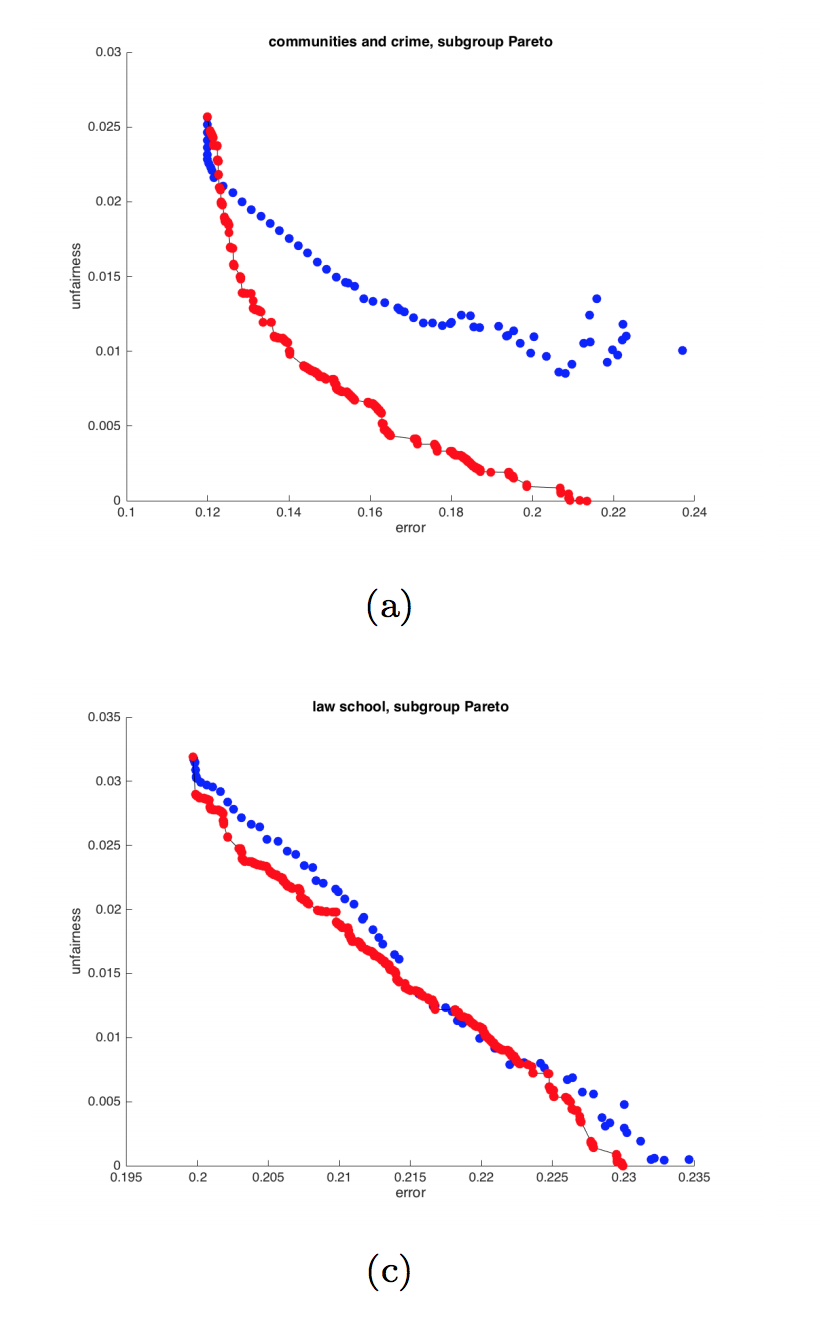 communities and crime, subgroup Pareto
0.03
0.025
0.02
0.015
0.01
0.005
0
unfairness
0.1 0.12 0.14 0.16 0.18 0.2 0.22 0.24
error
(a)
law school, subgroup Pareto
0.035
0.03
0.025
0.02
0.015
0.01
0.005
0
unfairness
0.195 0.2 0.205 0.21 0.215 0.22 0.225 0.23 0.235
error
(c)